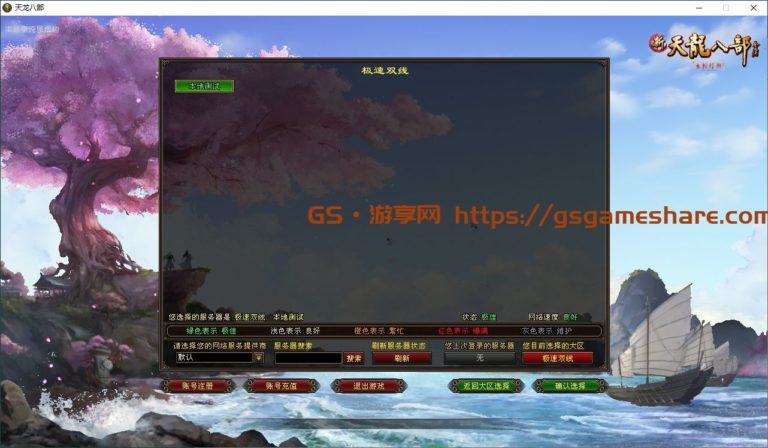 天龙八郎
新天龍八部
极速双线
本地测试
GS·游享网 https://gsgameshare.com
您选择的服务器是 极速双线 本地测试 状态 极佳 网络速度 良好
绿色表示 极佳 浅色表示 良好 橙色表示 繁忙 红色表示 爆满 灰色表示 维护
请选择您的网络服务提供商 服务器搜索 刷新服务器状态 您上次登录的服务器 您目前选择的大区
默认 搜索 刷新 无 极速双线
账号注册 账号充值 退出游戏 返回大区选择 确认选择